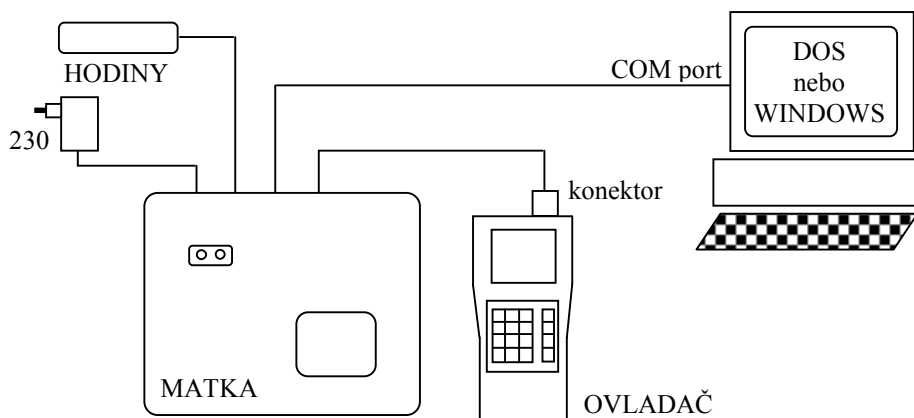 HODINY
230
COM port
DOS
nebo
WINDOWS
konektor
MATKA
OVLADAČ